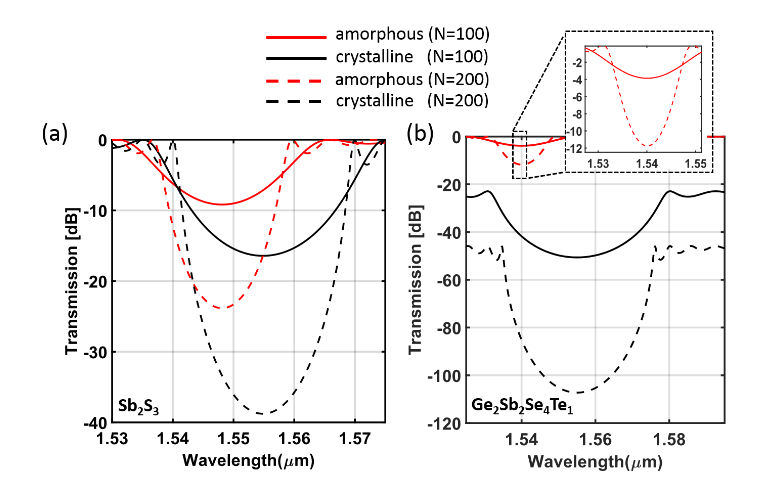 amorphous (N=100)
crystalline (N=100)
amorphous (N=200)
crystalline (N=200)
(a)
0
-10
-20
-30
-40
Transmission [dB]
Sb₂S₃
1.53 1.54 1.55 1.56 1.57
Wavelength(μm)
(b)
0
-20
-40
-60
-80
-100
-120
Transmission [dB]
Ge₂Sb₂Se₄Te₁
1.54 1.56 1.58
Wavelength(μm)
-2
-4
-6
-8
-10
-12
1.53 1.54 1.55